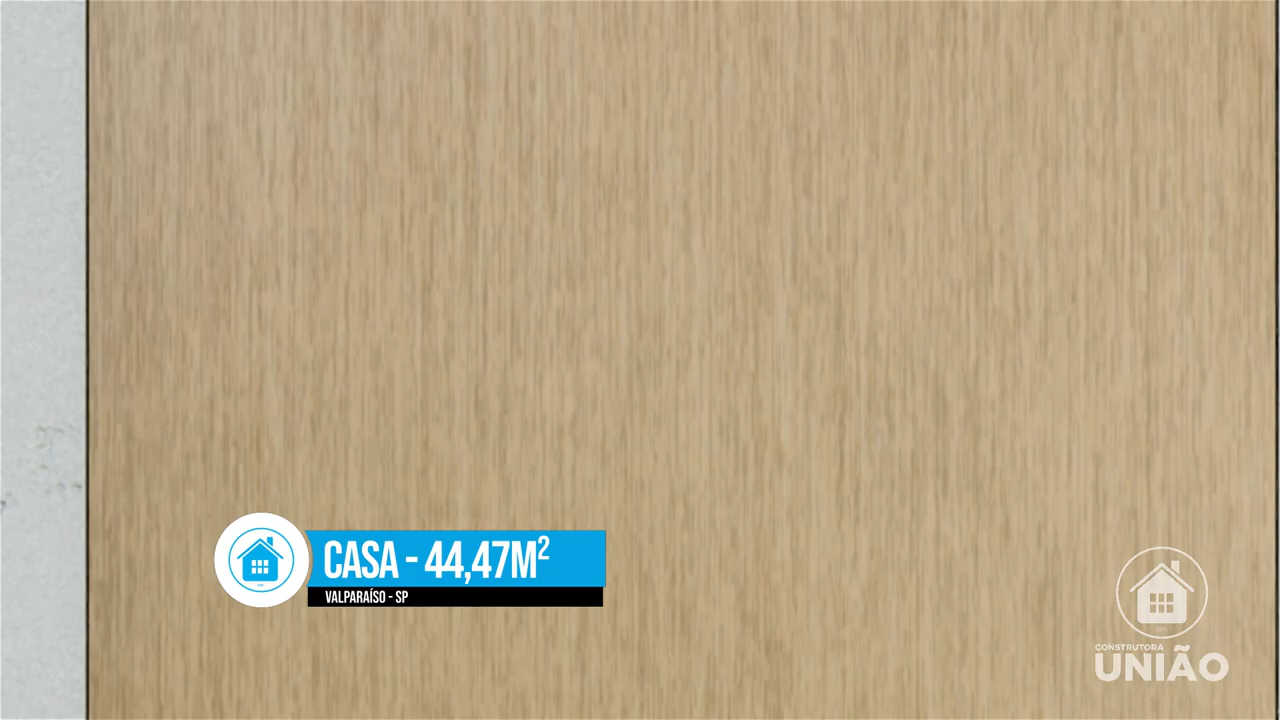 CASA - 44,47M²
VALPARAÍSO - SP
CONSTRUTORA
UNIÃO